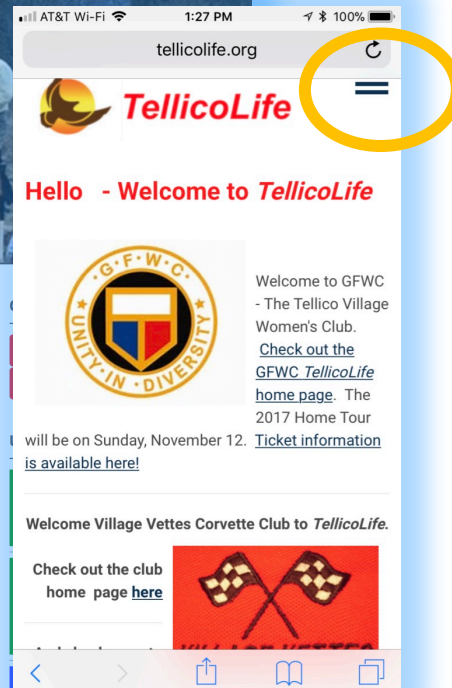 AT&T Wi-Fi 1:27 PM 100%
tellicolife.org
TellicoLife
Hello - Welcome to TellicoLife
G·F·W·C·
UNITY·IN·DIVERSITY
Welcome to GFWC
- The Tellico Village
Women's Club.
Check out the
GFWC TellicoLife
home page. The
2017 Home Tour
will be on Sunday, November 12. Ticket information
is available here!
Welcome Village Vettes Corvette Club to TellicoLife.
Check out the club
home page here